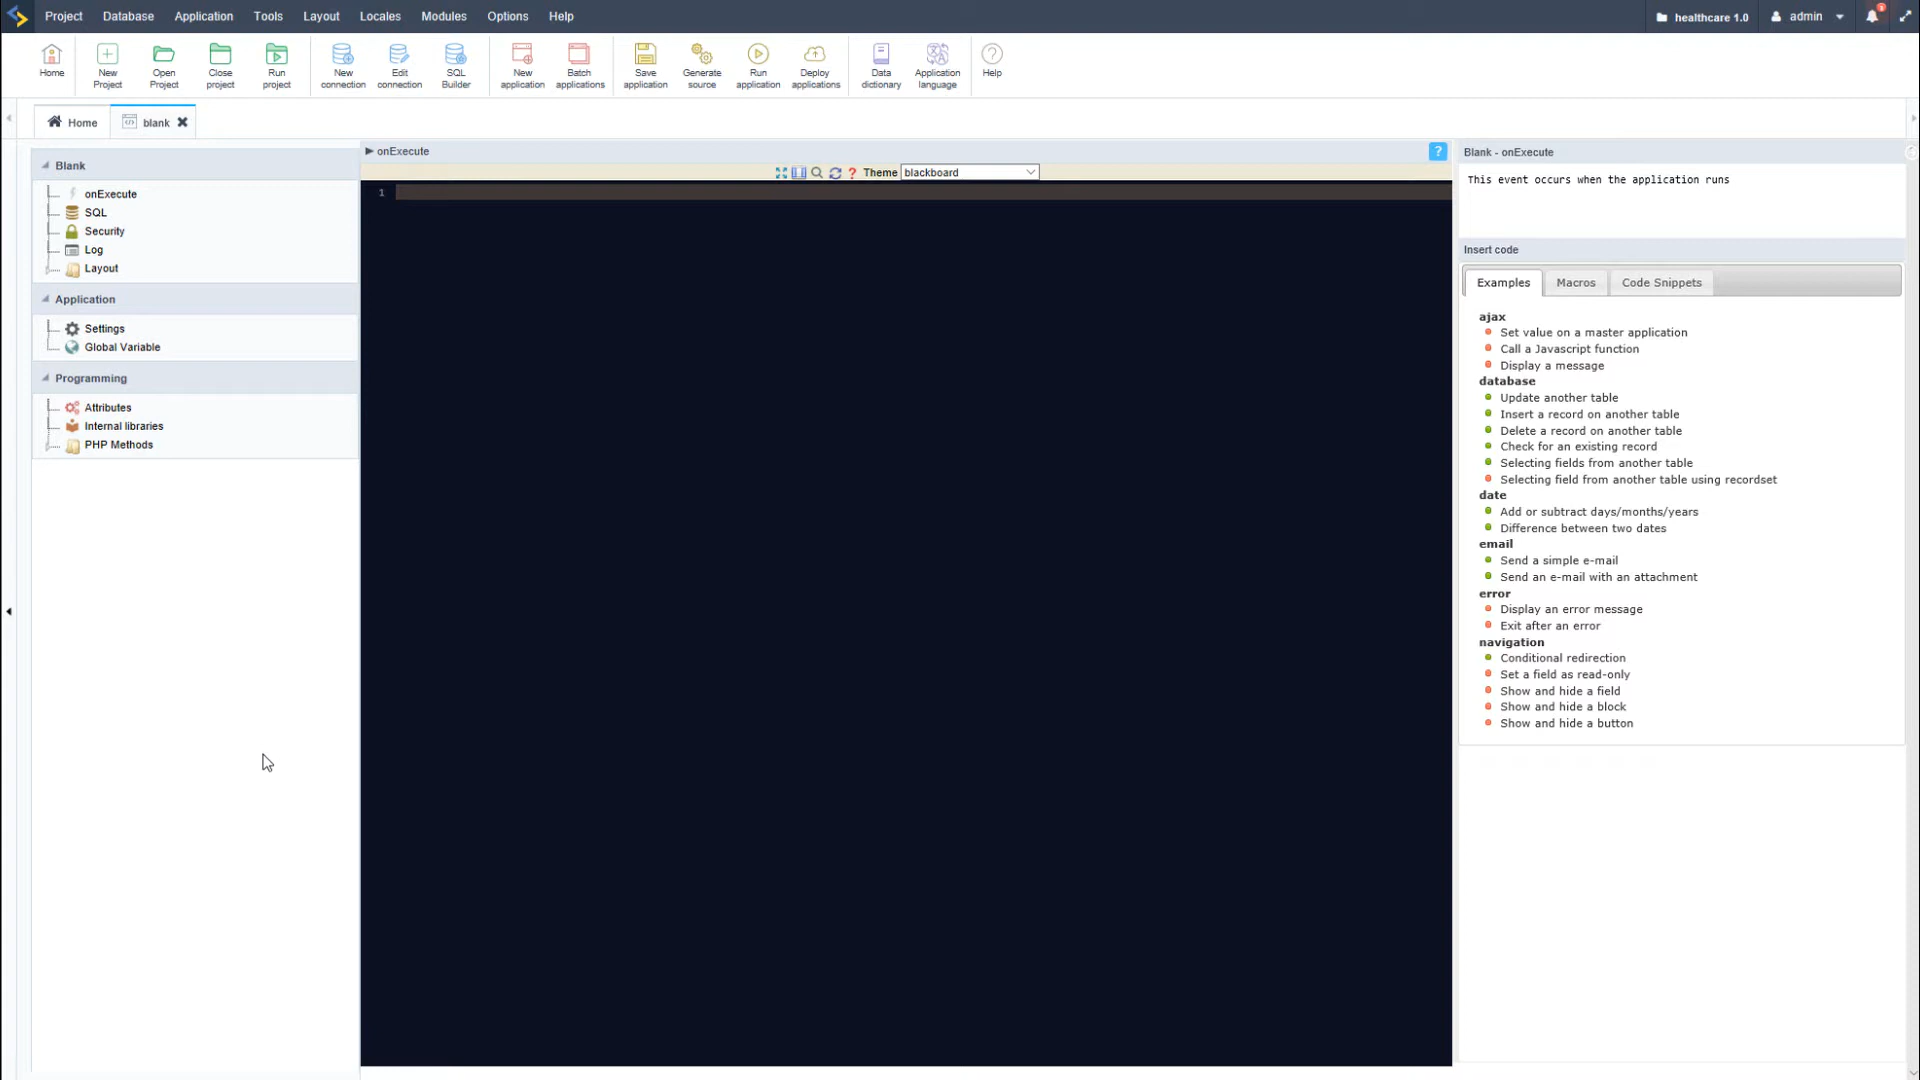 Project Database Application Tools Layout Locales Modules Options Help healthcare 1.0 admin
Home
New Project
Open Project
Close project
Run project
New connection
Edit connection
SQL Builder
New application
Batch applications
Save application
Generate source
Run application
Deploy applications
Data dictionary
Application language
Help
Home blank
Blank
onExecute
SQL
Security
Log
Layout
Application
Settings
Global Variable
Programming
Attributes
Internal libraries
PHP Methods
onExecute ?
? Theme blackboard
1
Blank - onExecute
This event occurs when the application runs
Insert code
Examples Macros Code Snippets
ajax
Set value on a master application
Call a Javascript function
Display a message
database
Update another table
Insert a record on another table
Delete a record on another table
Check for an existing record
Selecting fields from another table
Selecting field from another table using recordset
date
Add or subtract days/months/years
Difference between two dates
email
Send a simple e-mail
Send an e-mail with an attachment
error
Display an error message
Exit after an error
navigation
Conditional redirection
Set a field as read-only
Show and hide a field
Show and hide a block
Show and hide a button